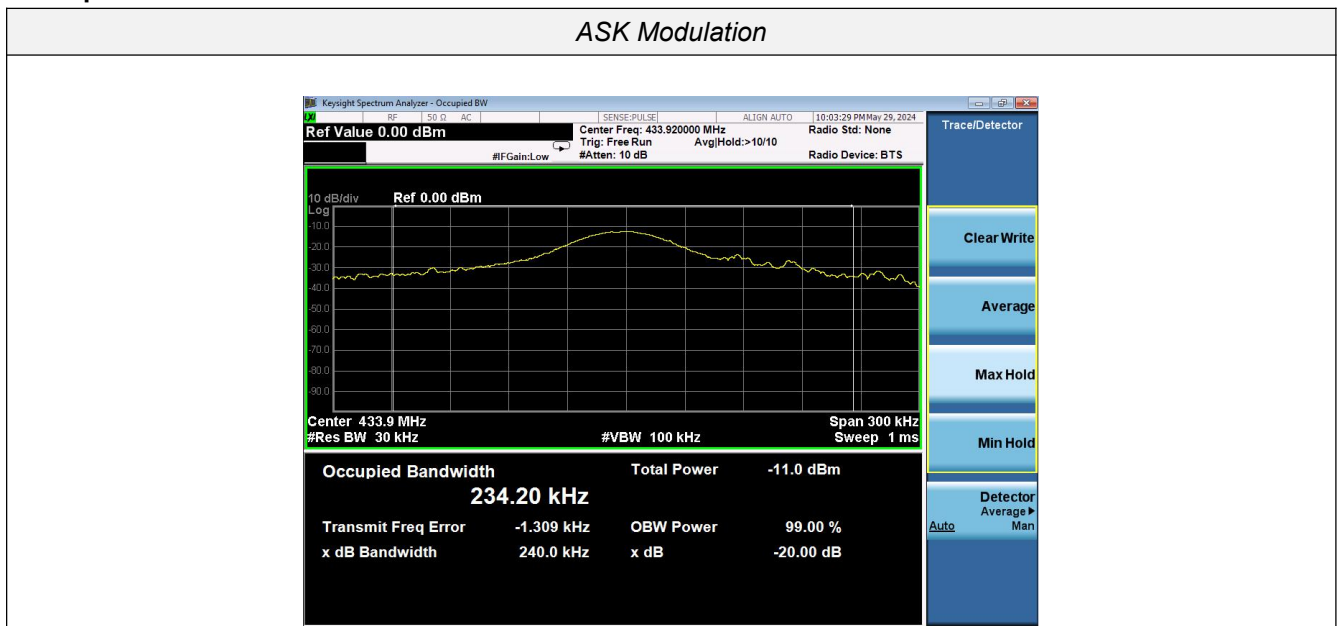 ASK Modulation
Keysight Spectrum Analyzer - Occupied BW
LXI RF 50 Ω AC SENSE:PULSE ALIGN AUTO 10:03:29 PM May 29, 2024
Ref Value 0.00 dBm Center Freq: 433.920000 MHz Radio Std: None
Trig: Free Run Avg|Hold:>10/10
#IFGain:Low #Atten: 10 dB Radio Device: BTS
10 dB/div Ref 0.00 dBm
Log
-10.0
-20.0
-30.0
-40.0
-50.0
-60.0
-70.0
-80.0
-90.0
Center 433.9 MHz Span 300 kHz
#Res BW 30 kHz #VBW 100 kHz Sweep 1 ms
Occupied Bandwidth Total Power -11.0 dBm
234.20 kHz
Transmit Freq Error -1.309 kHz OBW Power 99.00 %
x dB Bandwidth 240.0 kHz x dB -20.00 dB
Trace/Detector
Clear Write
Average
Max Hold
Min Hold
Detector
Average
Auto Man